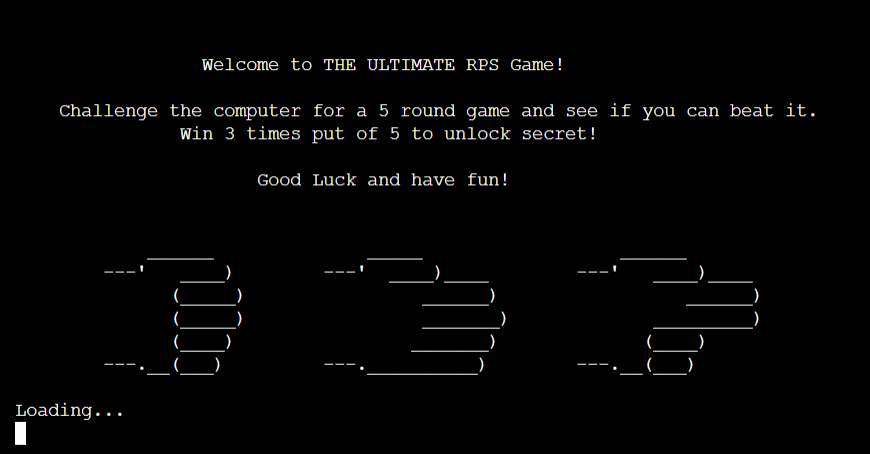 Welcome to THE ULTIMATE RPS Game!
Challenge the computer for a 5 round game and see if you can beat it.
Win 3 times put of 5 to unlock secret!
Good Luck and have fun!
Loading...